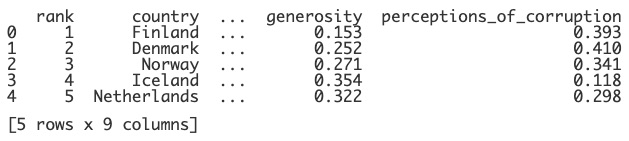 rank country ... generosity perceptions_of_corruption
0 1 Finland ... 0.153 0.393
1 2 Denmark ... 0.252 0.410
2 3 Norway ... 0.271 0.341
3 4 Iceland ... 0.354 0.118
4 5 Netherlands ... 0.322 0.298
[5 rows x 9 columns]